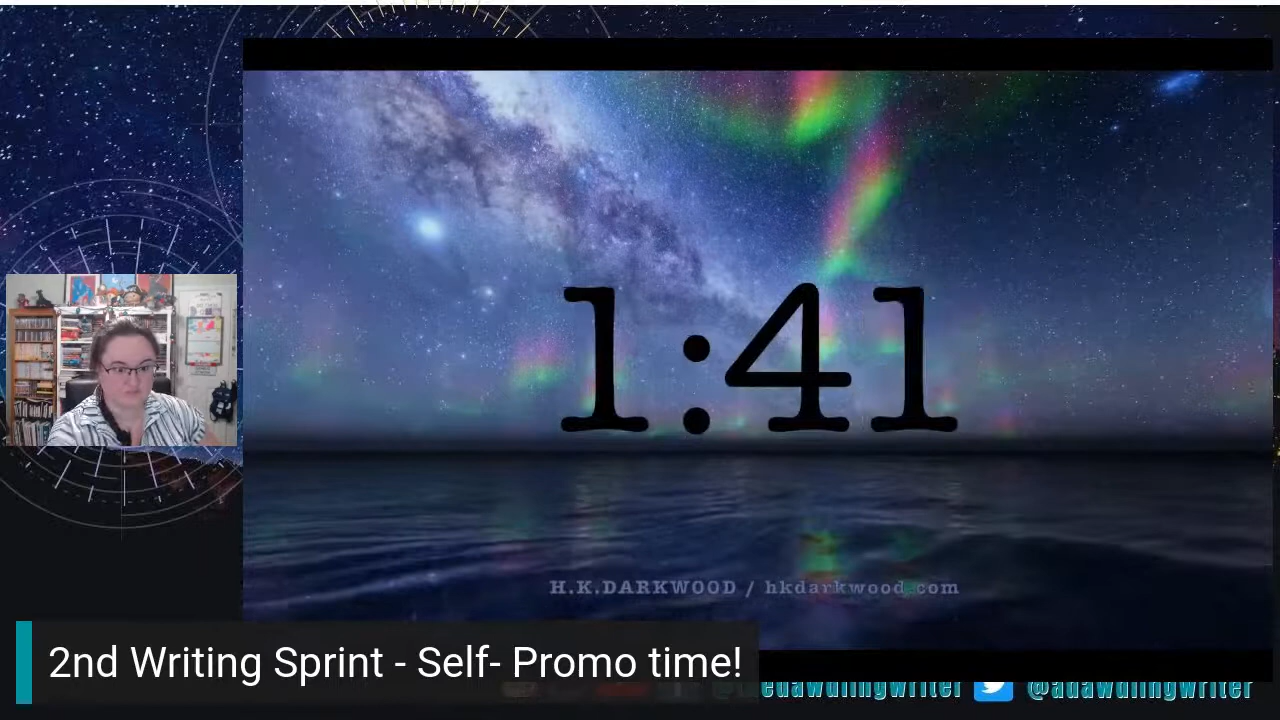 1:41
H.K.DARKWOOD / hkdarkwood.com
2nd Writing Sprint - Self- Promo time!
@adawdlingwriter